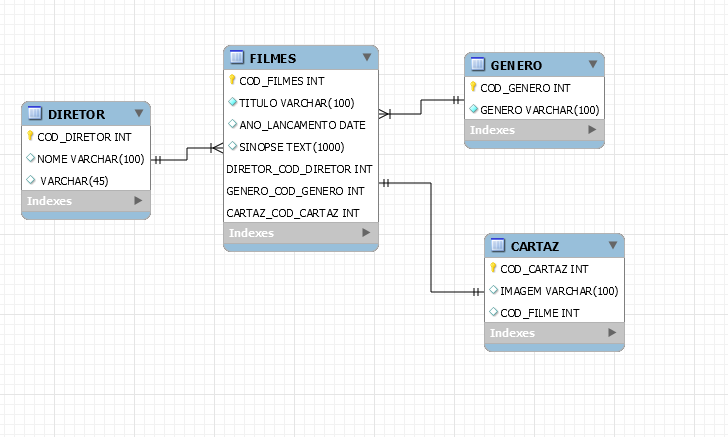 DIRETOR
COD_DIRETOR INT
NOME VARCHAR(100)
VARCHAR(45)
Indexes
FILMES
COD_FILMES INT
TITULO VARCHAR(100)
ANO_LANCAMENTO DATE
SINOPSE TEXT(1000)
DIRETOR_COD_DIRETOR INT
GENERO_COD_GENERO INT
CARTAZ_COD_CARTAZ INT
Indexes
GENERO
COD_GENERO INT
GENERO VARCHAR(100)
Indexes
CARTAZ
COD_CARTAZ INT
IMAGEM VARCHAR(100)
COD_FILME INT
Indexes